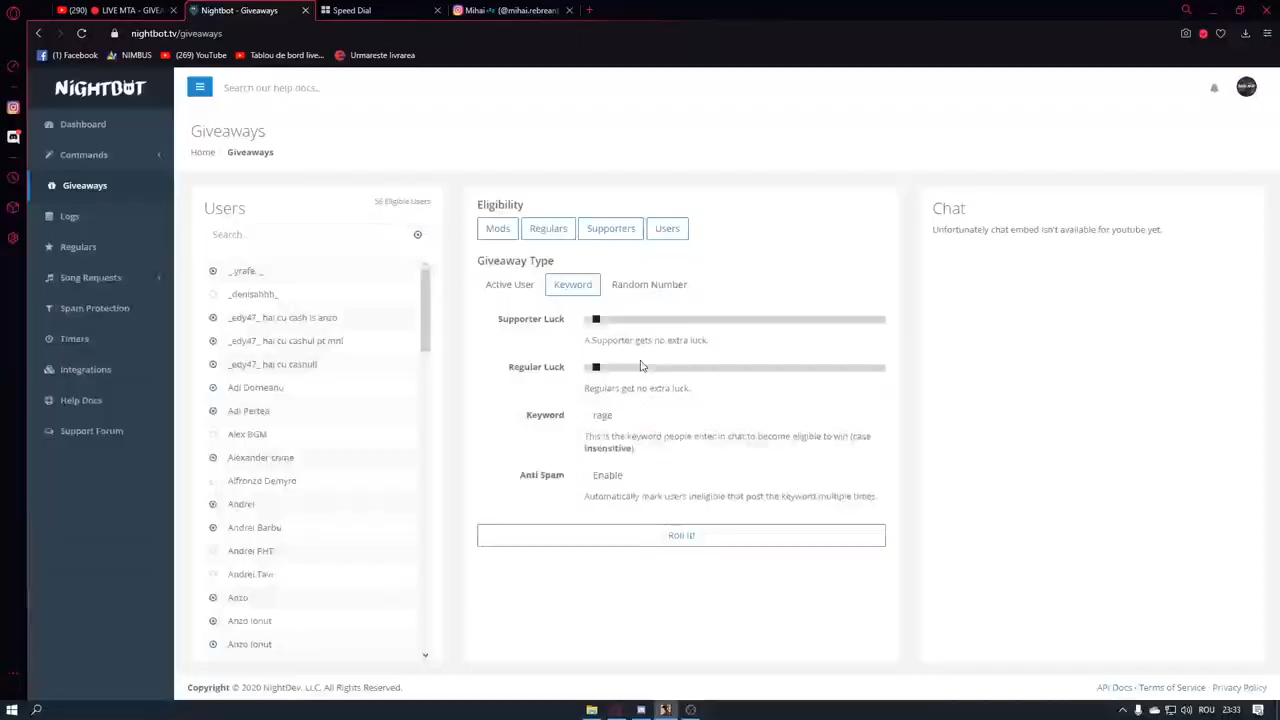 (290) LIVE MTA - GIVEA
Nightbot - Giveaways
Speed Dial
Instagram
Mihai (@mihai.rebrean
nightbot.tv/giveaways
(1) Facebook
NIMBUS
(269) YouTube
Tablou de bord live...
Urmareste livrarea
NIGHTBOT
Search our help docs..
Dashboard
Giveaways
Home
Giveaways
Commands
Giveaways
Logs
Regulars
Song Requests
Spam Protection
Timers
Integrations
Help Docs
Support Forum
Users
56 Eligible Users
Search...
_.yrafe._
_denisahhh_
_edy47_ hai cu cash is anzo
_edy47_ hai cu cashul pt mnl
_edy47_ hai cu cashull
Adi Domeanu
Adi Pertea
Alex BGM
Alexander crime
Alfronzo Demyro
Andrei
Andrei Barbu
Andrei PHT
Andrei Tavi
Anzo
Anzo Ionut
Anzo Ionut
Eligibility
Mods
Regulars
Supporters
Users
Giveaway Type
Active User
Keyword
Random Number
Supporter Luck
A Supporter gets no extra luck.
Regular Luck
Regulars get no extra luck.
Keyword
rage
This is the keyword people enter in chat to become eligible to win (case
insensitive).
Anti Spam
Enable
Automatically mark users ineligible that post the keyword multiple times.
Roll it!
Chat
Unfortunately chat embed isn't available for youtube yet.
Copyright © 2020 NightDev, LLC. All Rights Reserved.
API Docs - Terms of Service - Privacy Policy
ROU 23:33